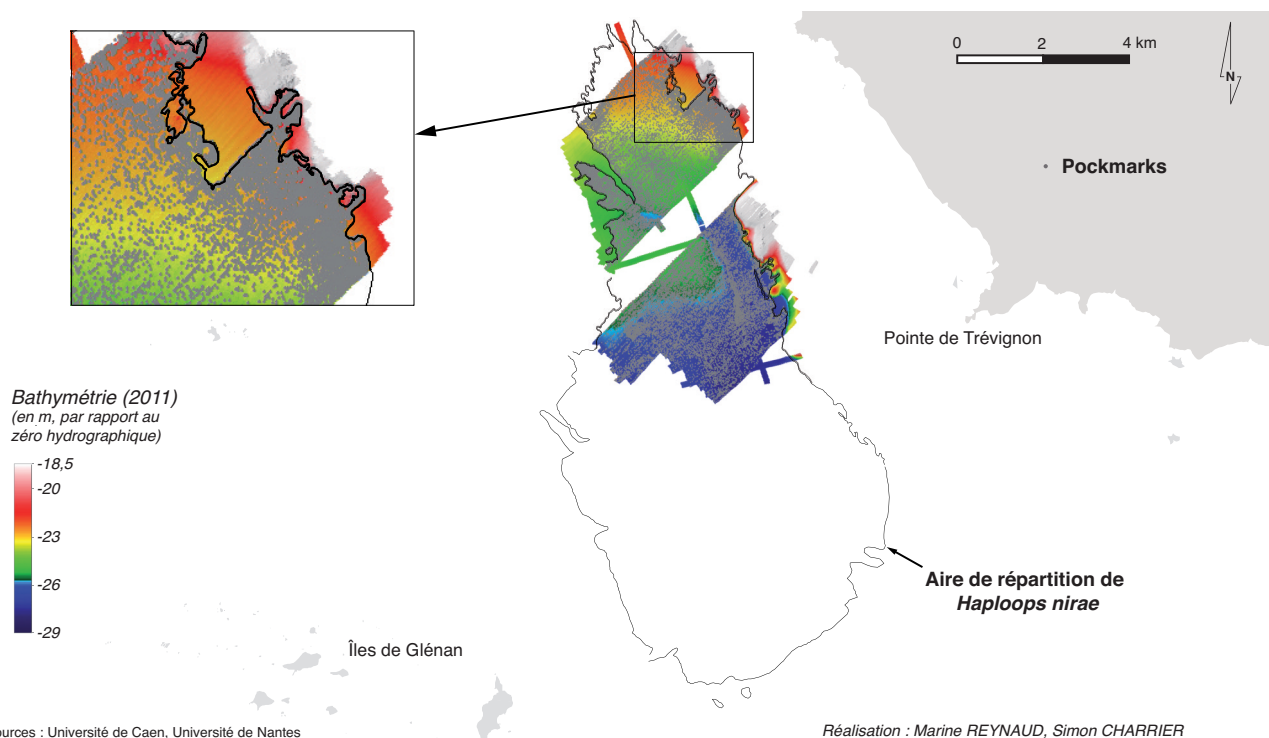 0 2 4 km
N
Pockmarks
Pointe de Trévignon
Bathymétrie (2011)
(en m, par rapport au
zéro hydrographique)
-18,5
-20
-23
-26
-29
Aire de répartition de
Haploops nirae
Îles de Glénan
ources : Université de Caen, Université de Nantes
Réalisation : Marine REYNAUD, Simon CHARRIER